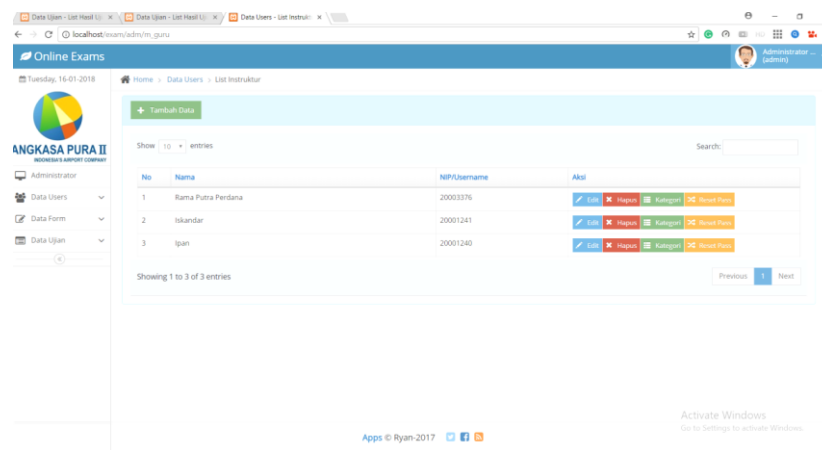 Data Ujian - List Hasil Uji
Data Ujian - List Hasil Uji
Data Users - List Instrukt
localhost/exam/adm/m_guru
Online Exams
Administrator ...
(admin)
Tuesday, 16-01-2018
Home › Data Users › List Instruktur
ANGKASA PURA II
INDONESIA'S AIRPORT COMPANY
Administrator
Data Users
Data Form
Data Ujian
+ Tambah Data
Show 10 entries
Search:
No Nama NIP/Username Aksi
1 Rama Putra Perdana 20003376 Edit Hapus Kategori Reset Pass
2 Iskandar 20001241 Edit Hapus Kategori Reset Pass
3 Ipan 20001240 Edit Hapus Kategori Reset Pass
Showing 1 to 3 of 3 entries
Previous 1 Next
Activate Windows
Go to Settings to activate Windows.
Apps © Ryan-2017